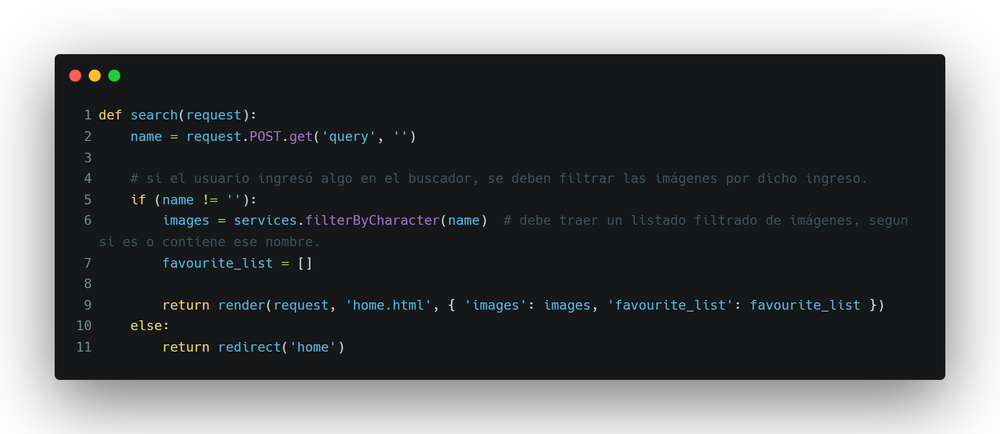 1 def search(request):
2     name = request.POST.get('query', '')
3
4     # si el usuario ingresó algo en el buscador, se deben filtrar las imágenes por dicho ingreso.
5     if (name != ''):
6         images = services.filterByCharacter(name)  # debe traer un listado filtrado de imágenes, segun
si es o contiene ese nombre.
7         favourite_list = []
8
9         return render(request, 'home.html', { 'images': images, 'favourite_list': favourite_list })
10     else:
11         return redirect('home')